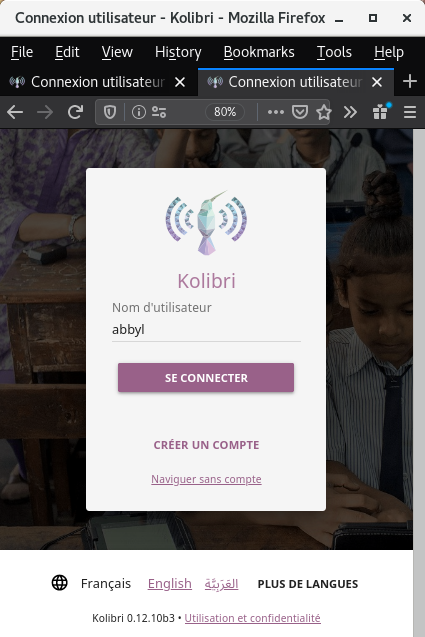 Connexion utilisateur - Kolibri - Mozilla Firefox
File Edit View History Bookmarks Tools Help
Connexion utilisateur Connexion utilisateur
80%
Kolibri
Nom d'utilisateur
abbyl
SE CONNECTER
CRÉER UN COMPTE
Naviguer sans compte
Français English العَرَبِيَّة PLUS DE LANGUES
Kolibri 0.12.10b3 • Utilisation et confidentialité